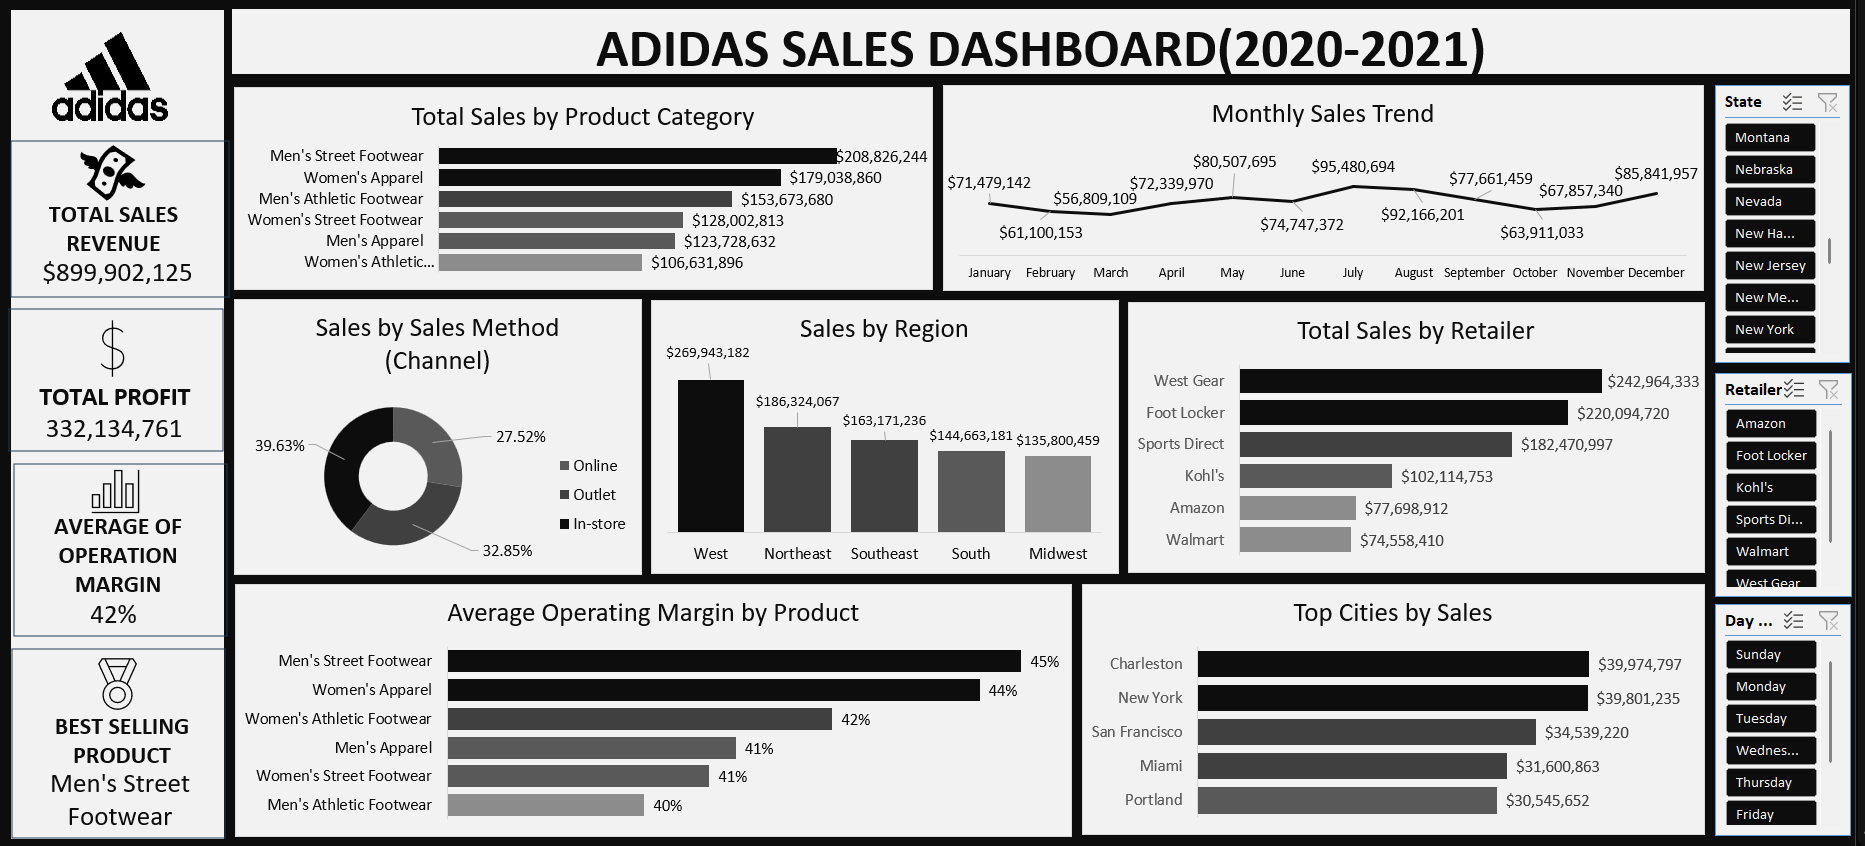 adidas
ADIDAS SALES DASHBOARD(2020-2021)
TOTAL SALES
REVENUE
$899,902,125
TOTAL PROFIT
332,134,761
AVERAGE OF
OPERATION
MARGIN
42%
BEST SELLING
PRODUCT
Men's Street
Footwear
Total Sales by Product Category
Men's Street Footwear $208,826,244
Women's Apparel $179,038,860
Men's Athletic Footwear $153,673,680
Women's Street Footwear $128,002,813
Men's Apparel $123,728,632
Women's Athletic... $106,631,896
Monthly Sales Trend
$71,479,142
$61,100,153
$56,809,109
$72,339,970
$80,507,695
$74,747,372
$95,480,694
$92,166,201
$77,661,459
$63,911,033
$67,857,340
$85,841,957
January February March April May June July August September October November December
Sales by Sales Method
(Channel)
39.63%
27.52%
32.85%
Online
Outlet
In-store
Sales by Region
$269,943,182
$186,324,067
$163,171,236
$144,663,181
$135,800,459
West Northeast Southeast South Midwest
Total Sales by Retailer
West Gear $242,964,333
Foot Locker $220,094,720
Sports Direct $182,470,997
Kohl's $102,114,753
Amazon $77,698,912
Walmart $74,558,410
Average Operating Margin by Product
Men's Street Footwear 45%
Women's Apparel 44%
Women's Athletic Footwear 42%
Men's Apparel 41%
Women's Street Footwear 41%
Men's Athletic Footwear 40%
Top Cities by Sales
Charleston $39,974,797
New York $39,801,235
San Francisco $34,539,220
Miami $31,600,863
Portland $30,545,652
State
Montana
Nebraska
Nevada
New Ha...
New Jersey
New Me...
New York
Retailer
Amazon
Foot Locker
Kohl's
Sports Di...
Walmart
West Gear
Day ...
Sunday
Monday
Tuesday
Wednes...
Thursday
Friday